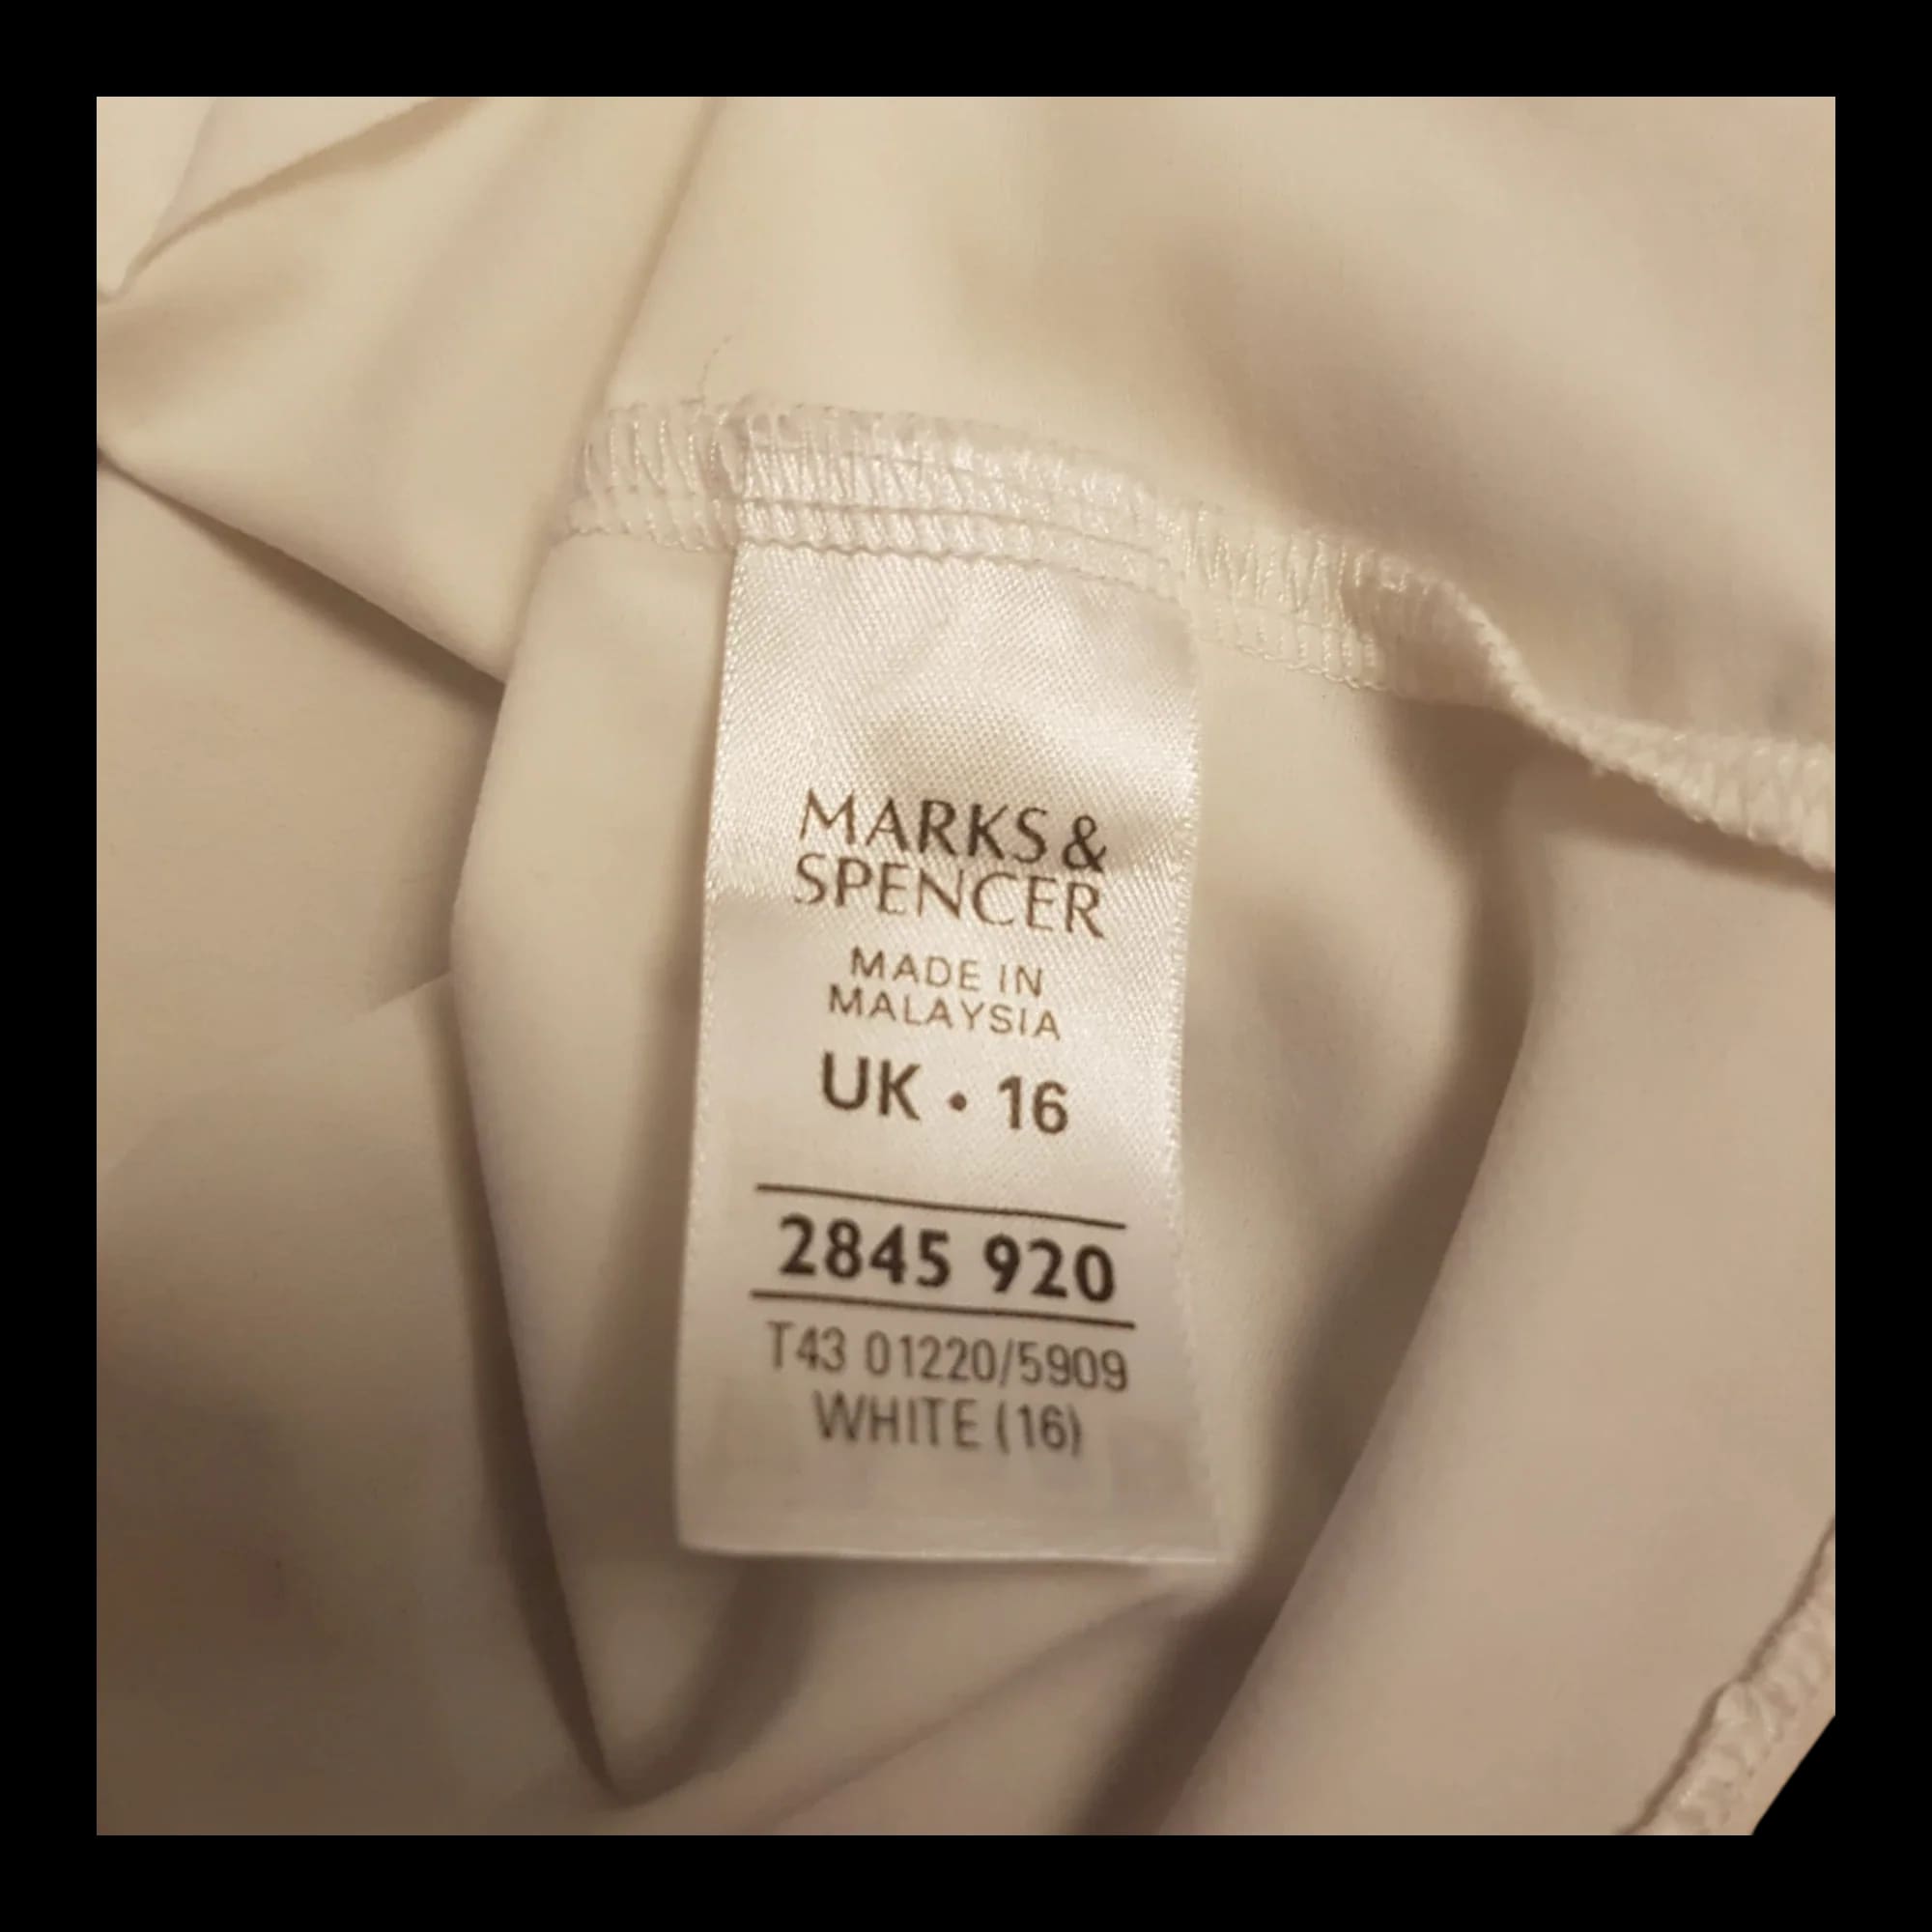 MARKS &
SPENCER
MADE IN
MALAYSIA
UK • 16
2845 920
T43 01220/5909
WHITE (16)